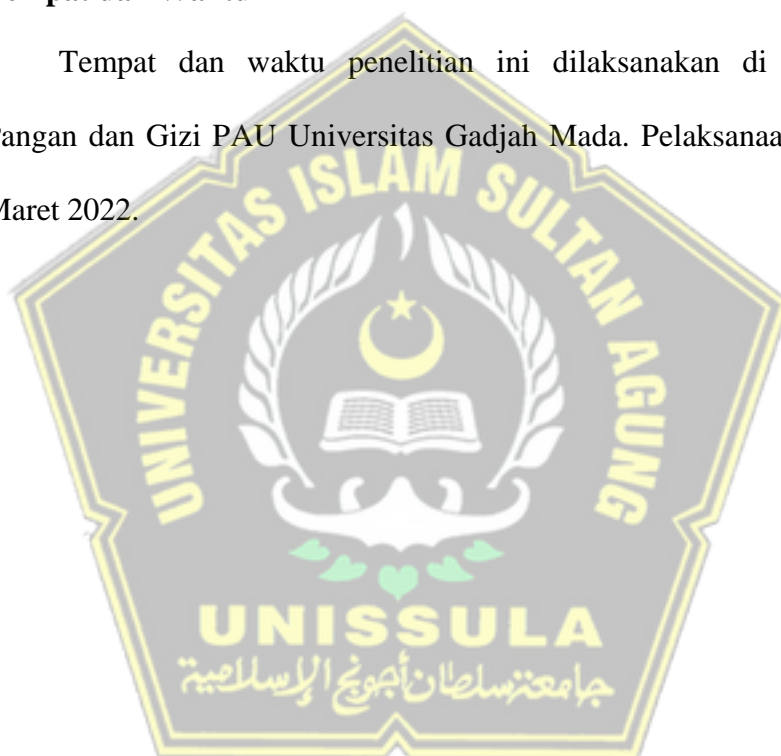 Tempat dan waktu penelitian ini dilaksanakan di
Pangan dan Gizi PAU Universitas Gadjah Mada. Pelaksanaa
Maret 2022.
UNIVERSITAS ISLAM SULTAN AGUNG
UNISSULA
جامعة سلطان أجونج الإسلامية